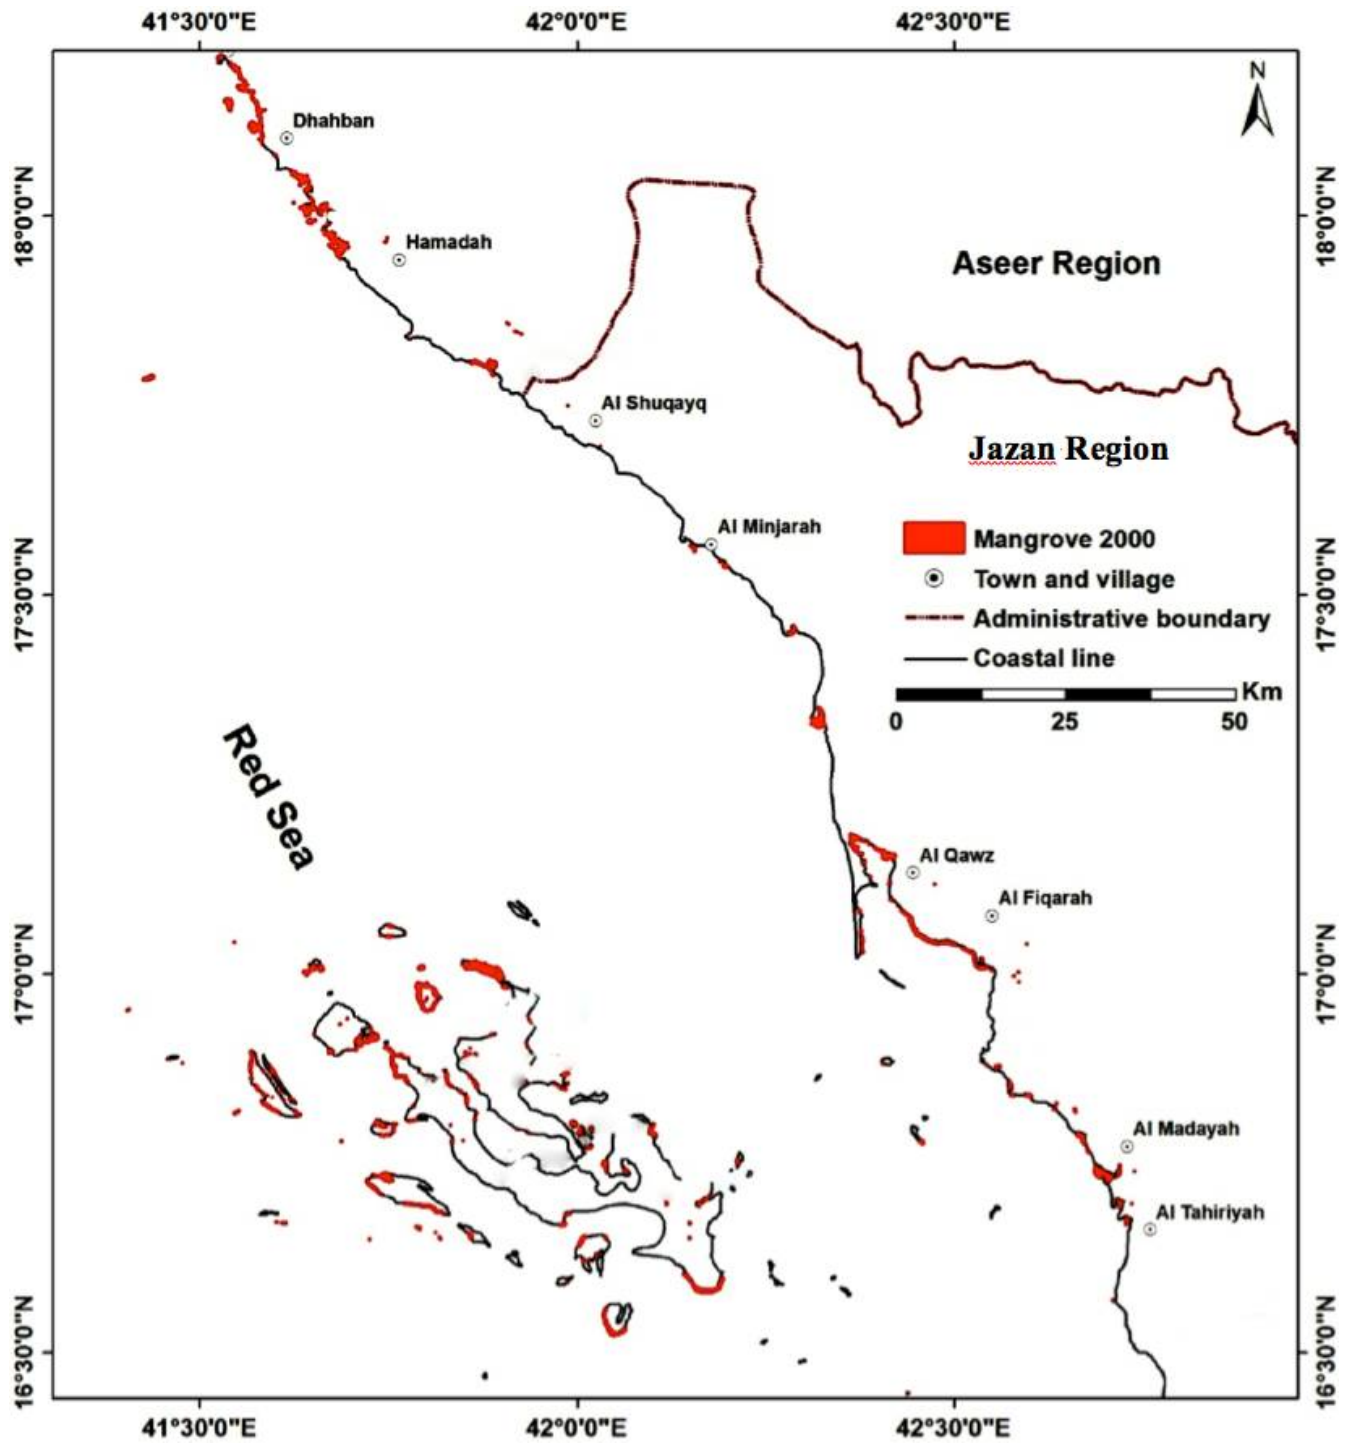 41°30'0"E 42°0'0"E 42°30'0"E
N
Dhahban
18°0'0"N
18°0'0"N
Hamadah
Aseer Region
Al Shuqayq
Jazan Region
Al Minjarah
Mangrove 2000
Town and village
Administrative boundary
Coastal line
17°30'0"N
17°30'0"N
Km
0 25 50
Red Sea
Al Qawz
Al Fiqarah
17°0'0"N
17°0'0"N
Al Madayah
Al Tahiriyah
16°30'0"N
16°30'0"N
41°30'0"E 42°0'0"E 42°30'0"E